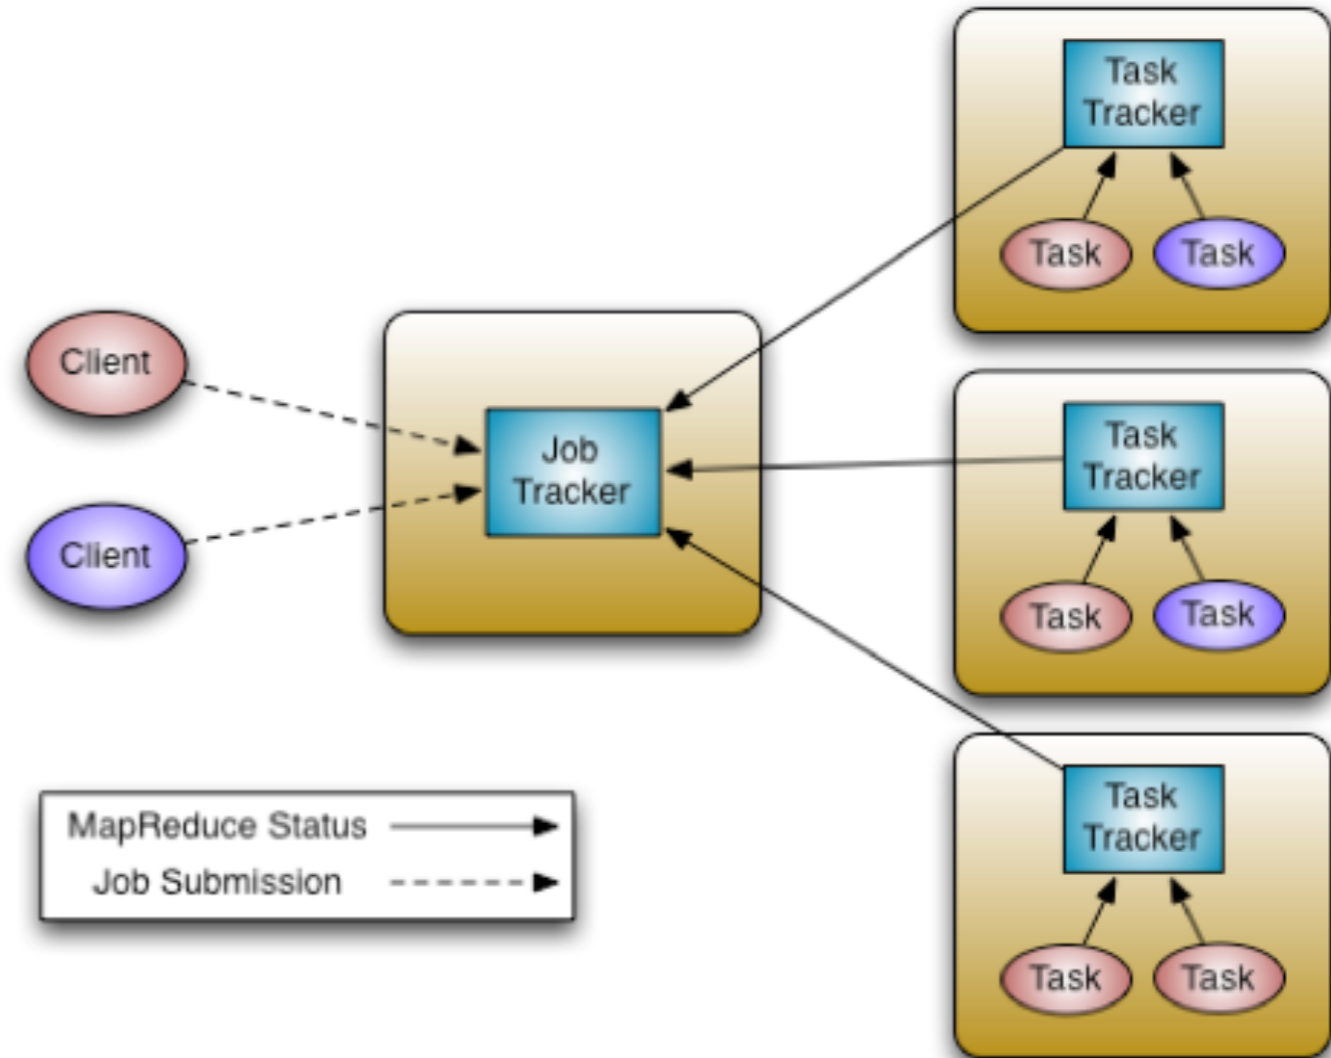 Client
Client
Job
Tracker
Task
Tracker
Task
Task
Task
Tracker
Task
Task
Task
Tracker
Task
Task
MapReduce Status
Job Submission